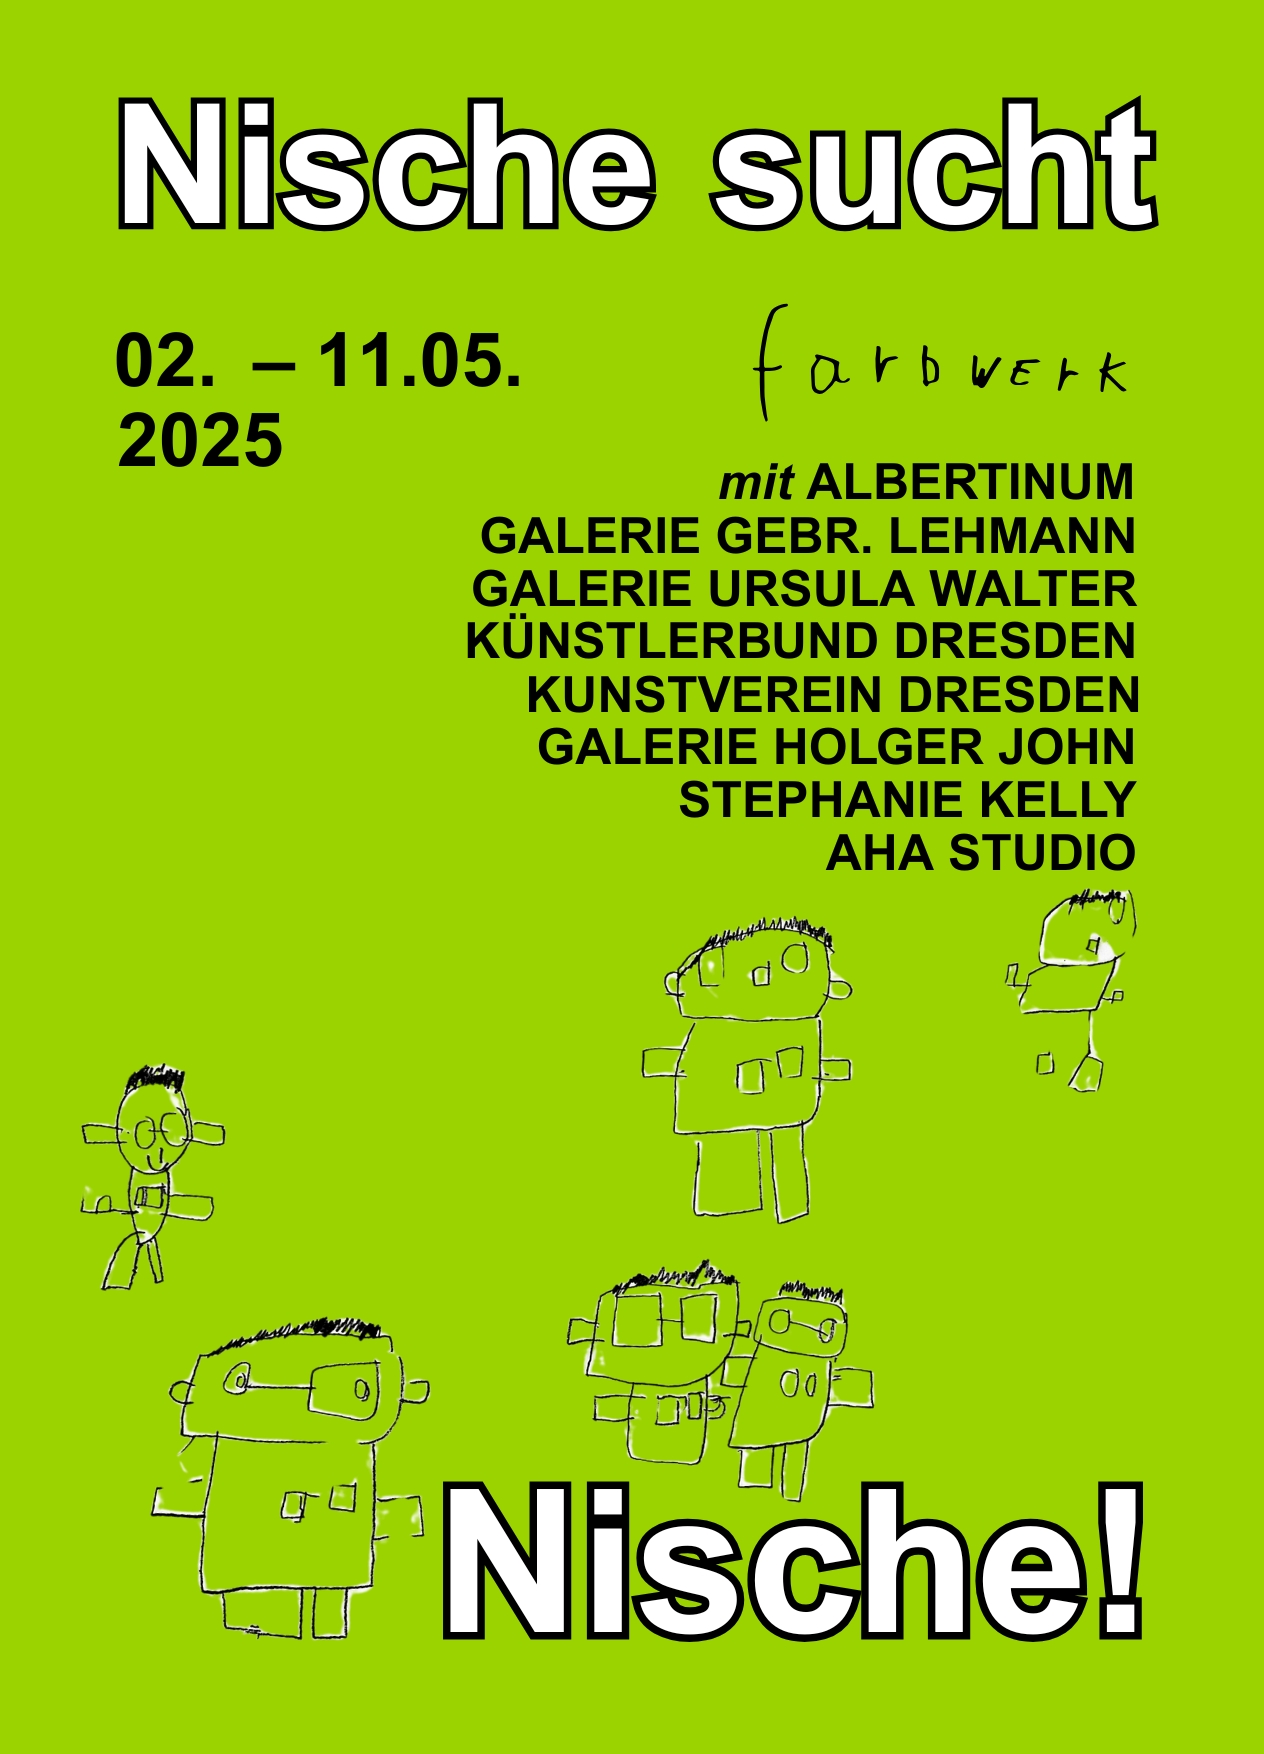 Nische sucht
02. – 11.05.
2025
farbwerk
mit ALBERTINUM
GALERIE GEBR. LEHMANN
GALERIE URSULA WALTER
KÜNSTLERBUND DRESDEN
KUNSTVEREIN DRESDEN
GALERIE HOLGER JOHN
STEPHANIE KELLY
AHA STUDIO
Nische!